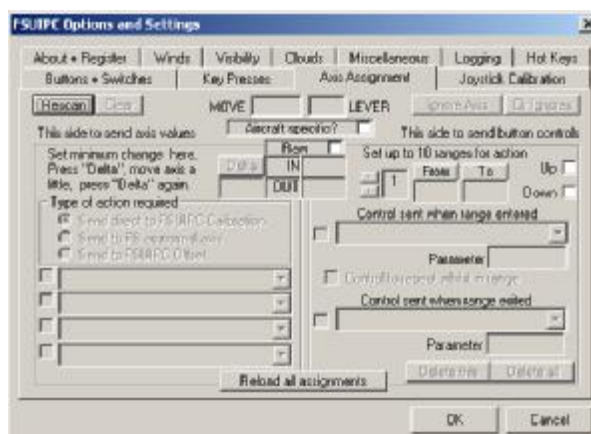 FSUIPC Options and Settings
About + Register Winds Visibility Clouds Miscellaneous Logging Hot Keys
Buttons + Switches Key Presses Axis Assignment Joystick Calibration
Rescan Clear MOVE LEVER Ignore Axis Clr Ignores
This side to send axis values Aircraft specific? This side to send button controls
Set minimum change here. Raw Set up to 10 ranges for action
Press "Delta", move axis a Delta IN 1 From To Up
little, press "Delta" again. OUT Down
Type of action required
Send direct to FSUIPC Calibration Control sent when range entered
Send to FS as normal axis
Send to FSUIPC Offset Parameter
Control to repeat whilst in range
Control sent when range exited
Parameter
Reload all assignments Delete this Delete all
OK Cancel